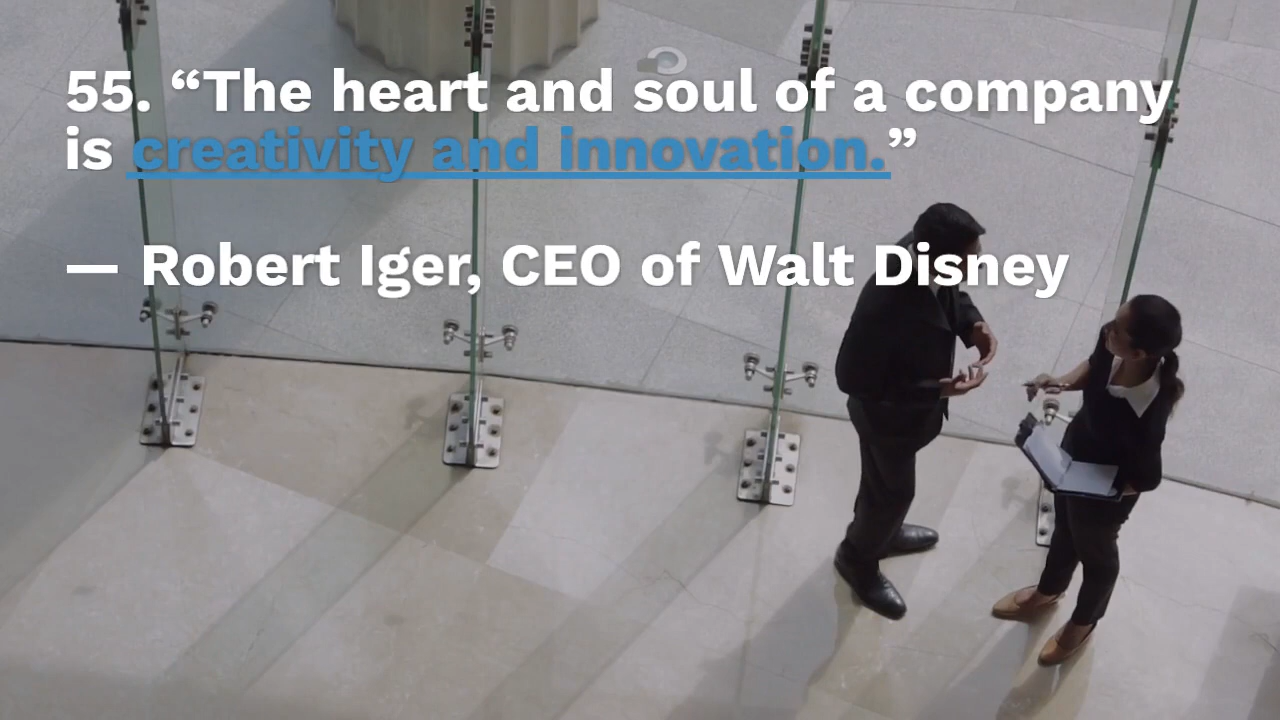 55. “The heart and soul of a company
is creativity and innovation.”
— Robert Iger, CEO of Walt Disney